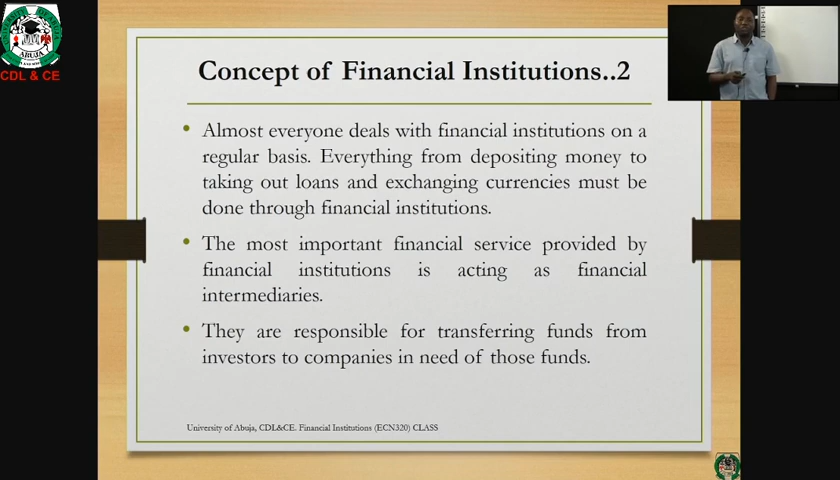 ABUJA
CDL & CE
Concept of Financial Institutions..2
• Almost everyone deals with financial institutions on a
regular basis. Everything from depositing money to
taking out loans and exchanging currencies must be
done through financial institutions.
• The most important financial service provided by
financial institutions is acting as financial
intermediaries.
• They are responsible for transferring funds from
investors to companies in need of those funds.
University of Abuja, CDL&CE. Financial Institutions (ECN320) CLASS